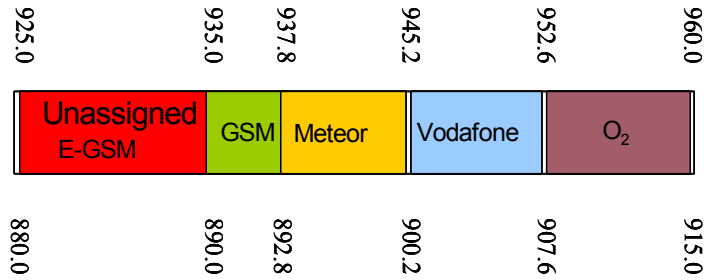 925.0 935.0 937.8 945.2 952.6 960.0
Unassigned
E-GSM
GSM
Meteor
Vodafone
O₂
880.0 890.0 892.8 900.2 907.6 915.0